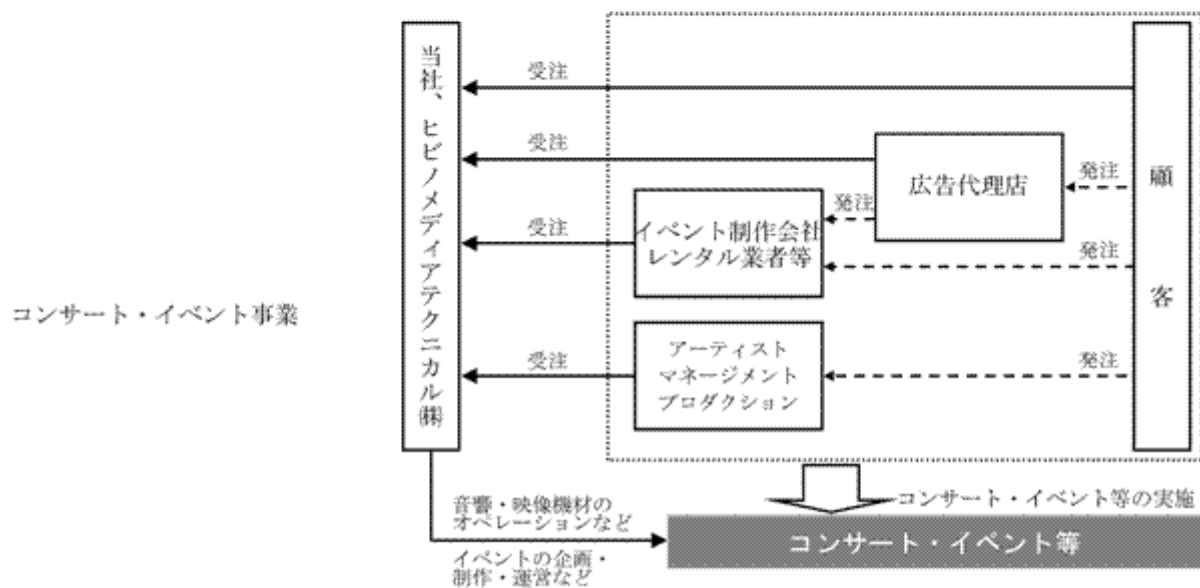 コンサート・イベント事業
当社、ヒビノメディアテクニカル㈱
受注
受注
受注
受注
広告代理店
発注
発注
イベント制作会社
レンタル業者等
発注
アーティスト
マネージメント
プロダクション
発注
顧客
音響・映像機材の
オペレーションなど
イベントの企画・
制作・運営など
コンサート・イベント等の実施
コンサート・イベント等